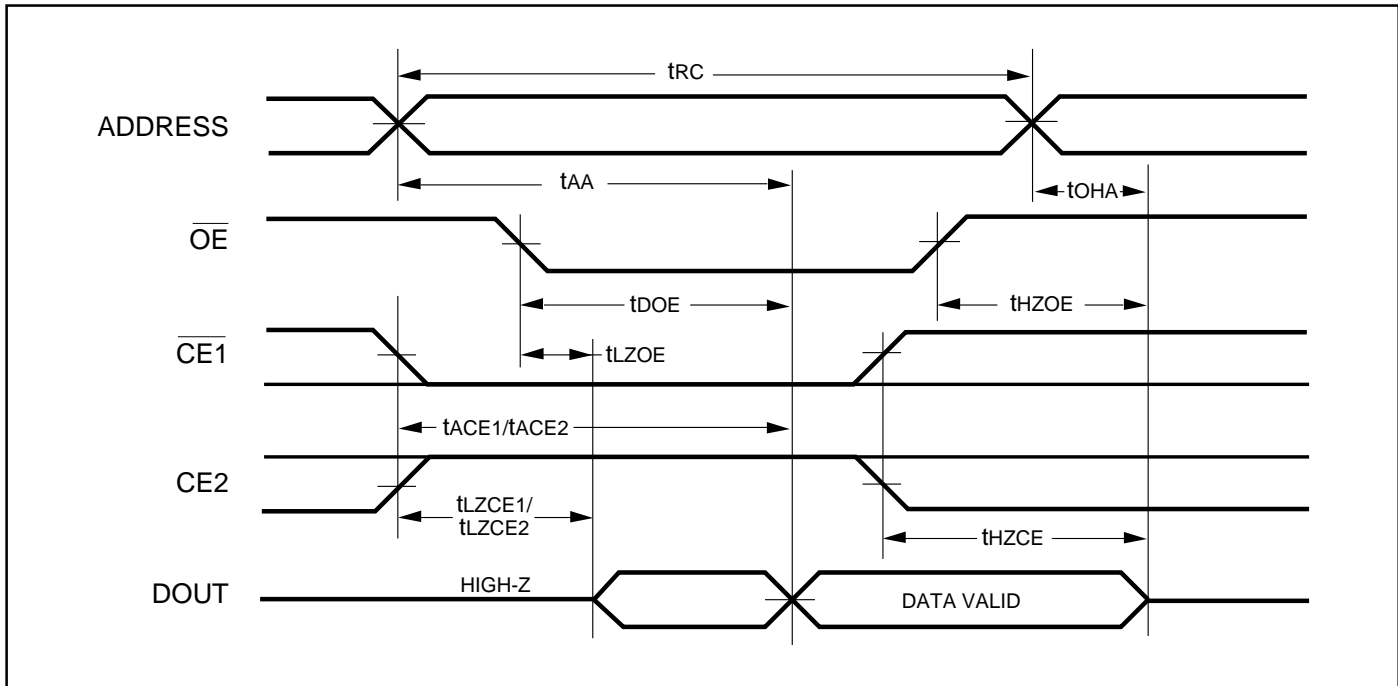 tRC
ADDRESS
tAA
tOHA
OE
tDOE
tHZOE
CE1
tLZOE
tACE1/tACE2
CE2
tLZCE1/
tLZCE2
tHZCE
DOUT
HIGH-Z
DATA VALID